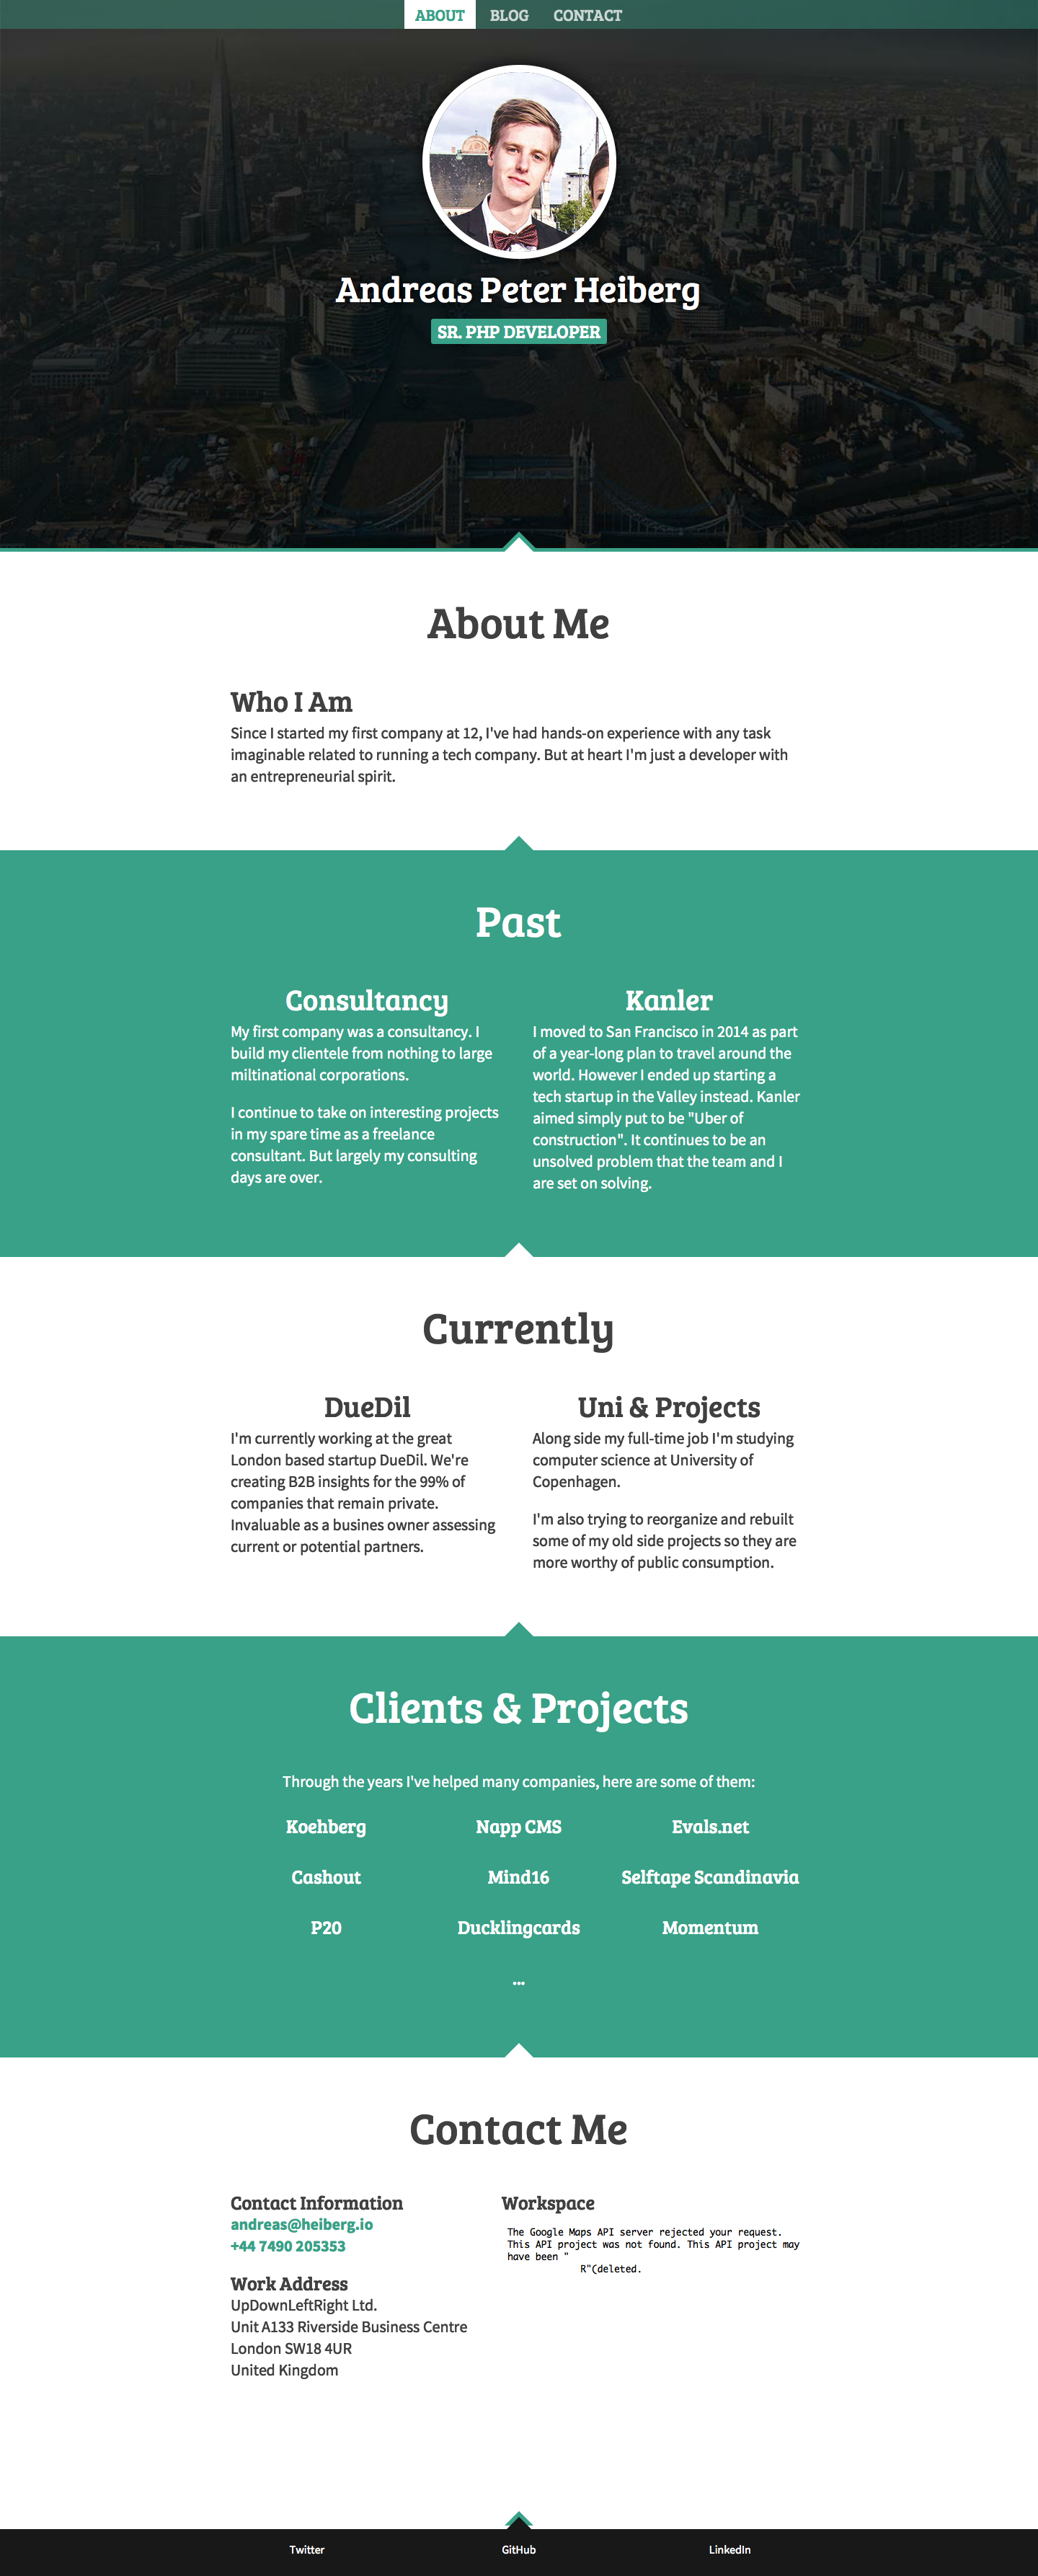 ABOUT BLOG CONTACT
Andreas Peter Heiberg
SR. PHP DEVELOPER
About Me
Who I Am
Since I started my first company at 12, I've had hands-on experience with any task
imaginable related to running a tech company. But at heart I'm just a developer with
an entrepreneurial spirit.
Past
Consultancy
My first company was a consultancy. I
build my clientele from nothing to large
miltinational corporations.
I continue to take on interesting projects
in my spare time as a freelance
consultant. But largely my consulting
days are over.
Kanler
I moved to San Francisco in 2014 as part
of a year-long plan to travel around the
world. However I ended up starting a
tech startup in the Valley instead. Kanler
aimed simply put to be "Uber of
construction". It continues to be an
unsolved problem that the team and I
are set on solving.
Currently
DueDil
I'm currently working at the great
London based startup DueDil. We're
creating B2B insights for the 99% of
companies that remain private.
Invaluable as a busines owner assessing
current or potential partners.
Uni & Projects
Along side my full-time job I'm studying
computer science at University of
Copenhagen.
I'm also trying to reorganize and rebuilt
some of my old side projects so they are
more worthy of public consumption.
Clients & Projects
Through the years I've helped many companies, here are some of them:
Koehberg Napp CMS Evals.net
Cashout Mind16 Selftape Scandinavia
P20 Ducklingcards Momentum
...
Contact Me
Contact Information
andreas@heiberg.io
+44 7490 205353
Work Address
UpDownLeftRight Ltd.
Unit A133 Riverside Business Centre
London SW18 4UR
United Kingdom
Workspace
The Google Maps API server rejected your request.
This API project was not found. This API project may
have been "
R"(deleted.
Twitter GitHub LinkedIn